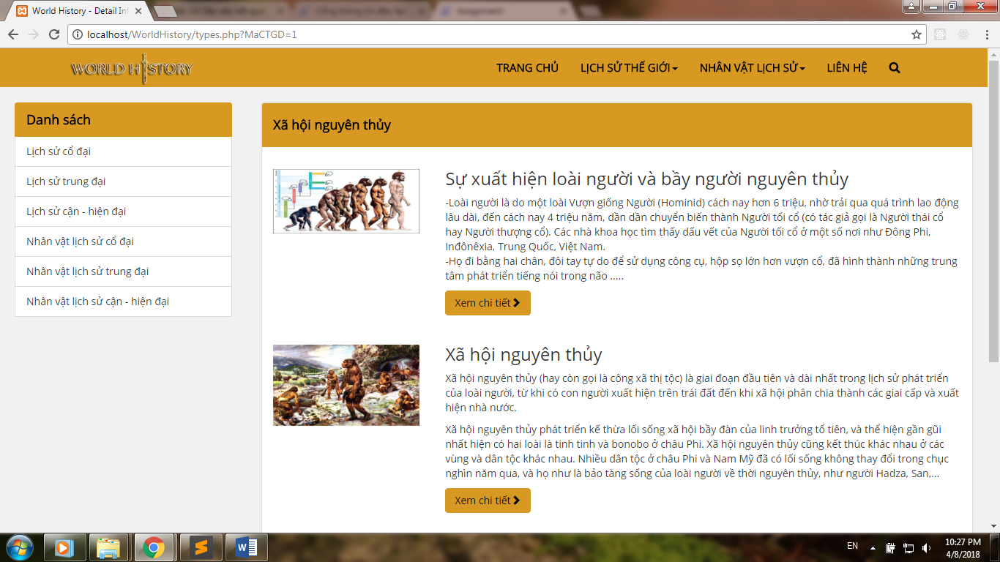 World History - Detail Int
localhost/WorldHistory/types.php?MaCTGD=1
WORLD HISTORY
TRANG CHỦ LỊCH SỬ THẾ GIỚI NHÂN VẬT LỊCH SỬ LIÊN HỆ
Danh sách
Lịch sử cổ đại
Lịch sử trung đại
Lịch sử cận - hiện đại
Nhân vật lịch sử cổ đại
Nhân vật lịch sử trung đại
Nhân vật lịch sử cận - hiện đại
Xã hội nguyên thủy
Sự xuất hiện loài người và bầy người nguyên thủy
-Loài người là do một loài Vượn giống Người (Hominid) cách nay hơn 6 triệu, nhờ trải qua quá trình lao động
lâu dài, đến cách nay 4 triệu năm, dần dần chuyển biến thành Người tối cổ (có tác giả gọi là Người thái cổ
hay Người thượng cổ). Các nhà khoa học tìm thấy dấu vết của Người tối cổ ở một số nơi như Đông Phi,
Inđônêxia, Trung Quốc, Việt Nam.
-Họ đi bằng hai chân, đôi tay tự do để sử dụng công cụ, hộp sọ lớn hơn vượn cổ, đã hình thành những trung
tâm phát triển tiếng nói trong não .....
Xem chi tiết
Xã hội nguyên thủy
Xã hội nguyên thủy (hay còn gọi là công xã thị tộc) là giai đoạn đầu tiên và dài nhất trong lịch sử phát triển
của loài người, từ khi có con người xuất hiện trên trái đất đến khi xã hội phân chia thành các giai cấp và xuất
hiện nhà nước.
Xã hội nguyên thủy phát triển kế thừa lối sống xã hội bầy đàn của linh trưởng tổ tiên, và thể hiện gần gũi
nhất hiện có hai loài là tinh tinh và bonobo ở châu Phi. Xã hội nguyên thủy cũng kết thúc khác nhau ở các
vùng và dân tộc khác nhau. Nhiều dân tộc ở châu Phi và Nam Mỹ đã có lối sống không thay đổi trong chục
nghìn năm qua, và họ như là bảo tàng sống của loài người về thời nguyên thủy, như người Hadza, San,...
Xem chi tiết
EN
10:27 PM
4/8/2018